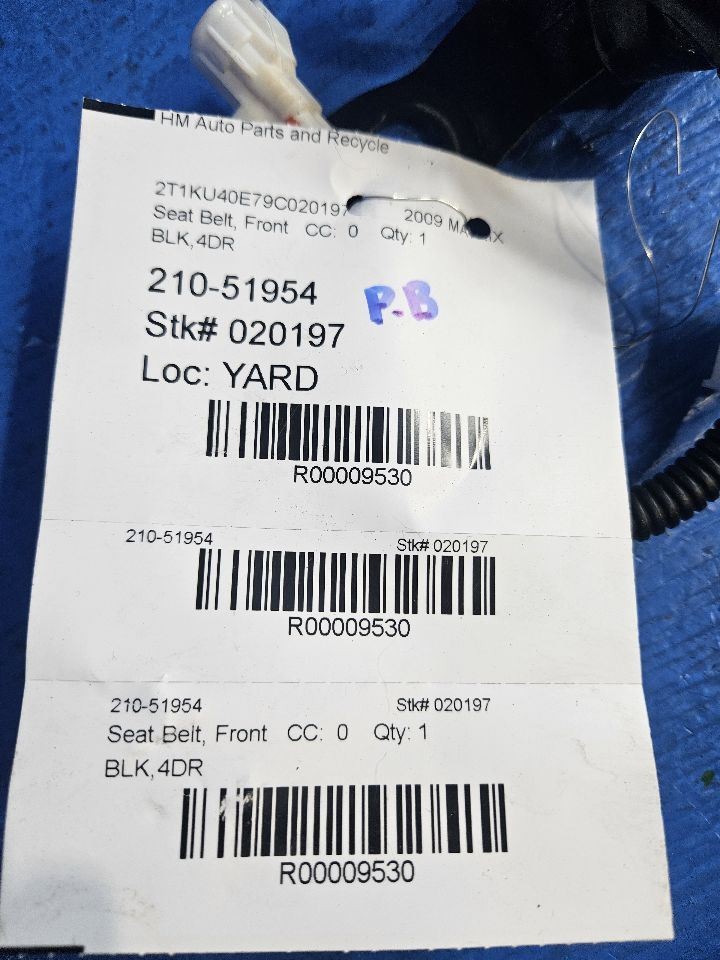 HM Auto Parts and Recycle
2T1KU40E79C020197 2009
Seat Belt, Front CC: 0 Qty: 1
BLK,4DR
210-51954 P.B
Stk# 020197
Loc: YARD
R00009530
210-51954 Stk# 020197
R00009530
210-51954 Stk# 020197
Seat Belt, Front CC: 0 Qty: 1
BLK,4DR
R00009530